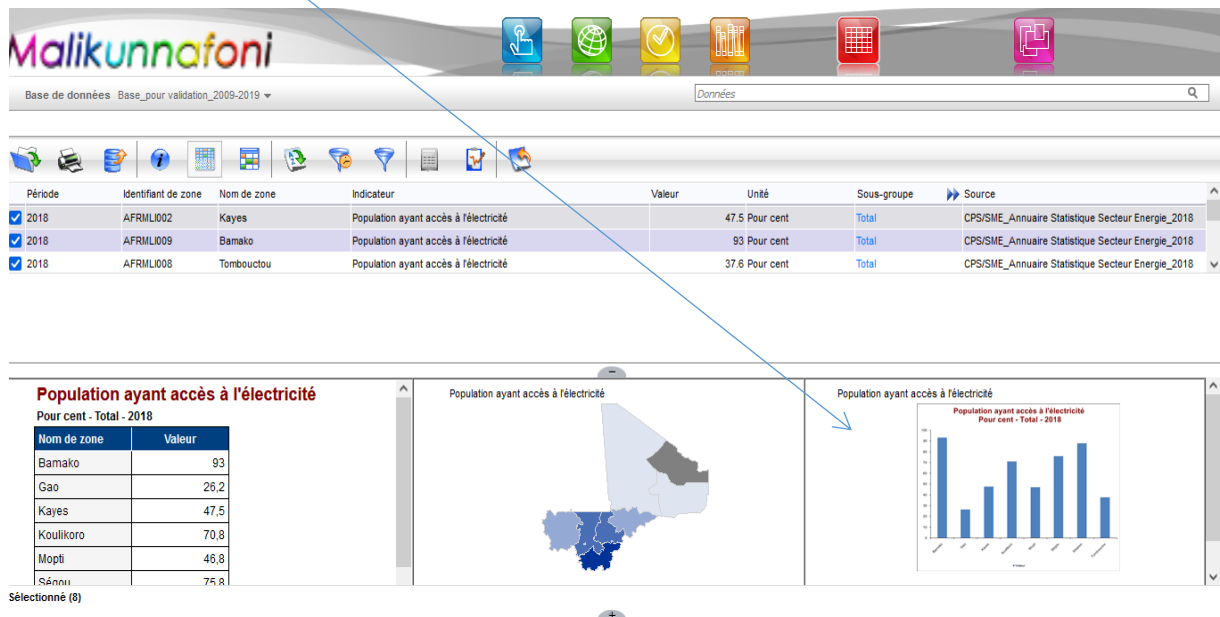 Malikunnafoni
Base de données Base_pour validation_2009-2019
Données
Période Identifiant de zone Nom de zone Indicateur Valeur Unité Sous-groupe Source
2018 AFRMLI002 Kayes Population ayant accès à l'électricité 47.5 Pour cent Total CPS/SME_Annuaire Statistique Secteur Energie_2018
2018 AFRMLI009 Bamako Population ayant accès à l'électricité 93 Pour cent Total CPS/SME_Annuaire Statistique Secteur Energie_2018
2018 AFRMLI008 Tombouctou Population ayant accès à l'électricité 37.6 Pour cent Total CPS/SME_Annuaire Statistique Secteur Energie_2018
Population ayant accès à l'électricité
Pour cent - Total - 2018
Nom de zone Valeur
Bamako 93
Gao 26,2
Kayes 47,5
Koulikoro 70,8
Mopti 46,8
Ségou 75,8
Population ayant accès à l'électricité
Population ayant accès à l'électricité
Population ayant accès à l'électricité
Pour cent - Total - 2018
Sélectionné (8)